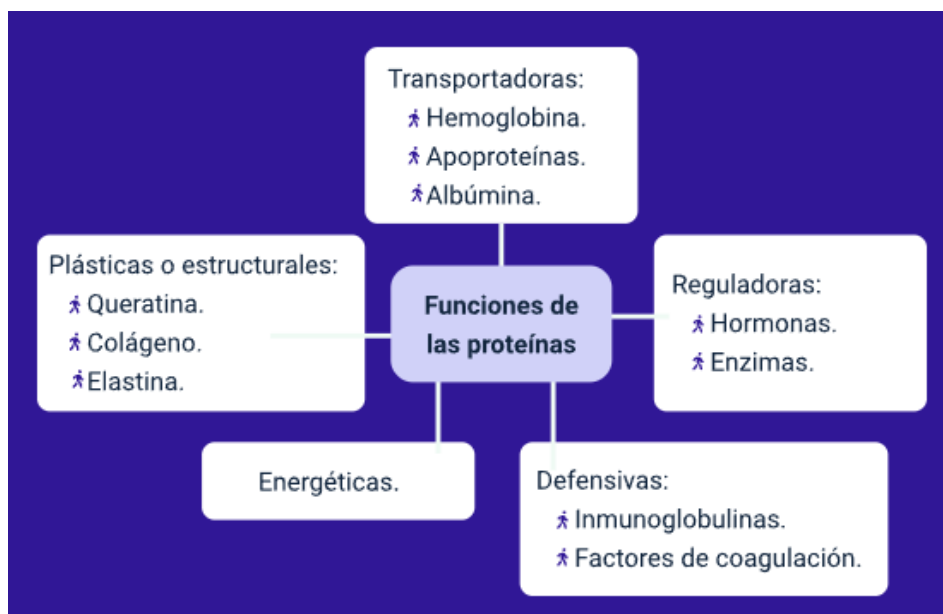 Transportadoras:
Hemoglobina.
Apoproteínas.
Albúmina.
Plásticas o estructurales:
Queratina.
Colágeno.
Elastina.
Funciones de
las proteínas
Reguladoras:
Hormonas.
Enzimas.
Energéticas.
Defensivas:
Inmunoglobulinas.
Factores de coagulación.